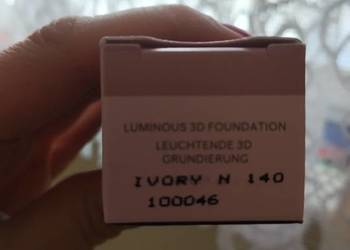 LUMINOUS 3D FOUNDATION
LEUCHTENDE 3D
GRUNDIERUNG
IVORY N 140
100046